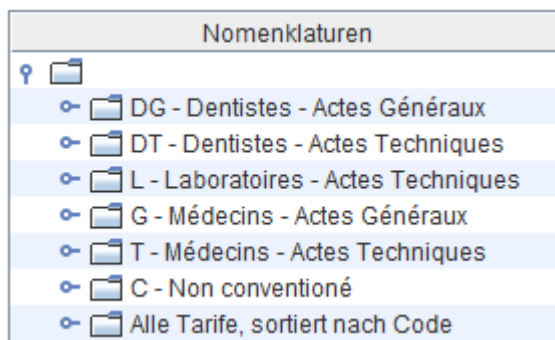 Nomenklaturen
DG - Dentistes - Actes Généraux
DT - Dentistes - Actes Techniques
L - Laboratoires - Actes Techniques
G - Médecins - Actes Généraux
T - Médecins - Actes Techniques
C - Non conventioné
Alle Tarife, sortiert nach Code